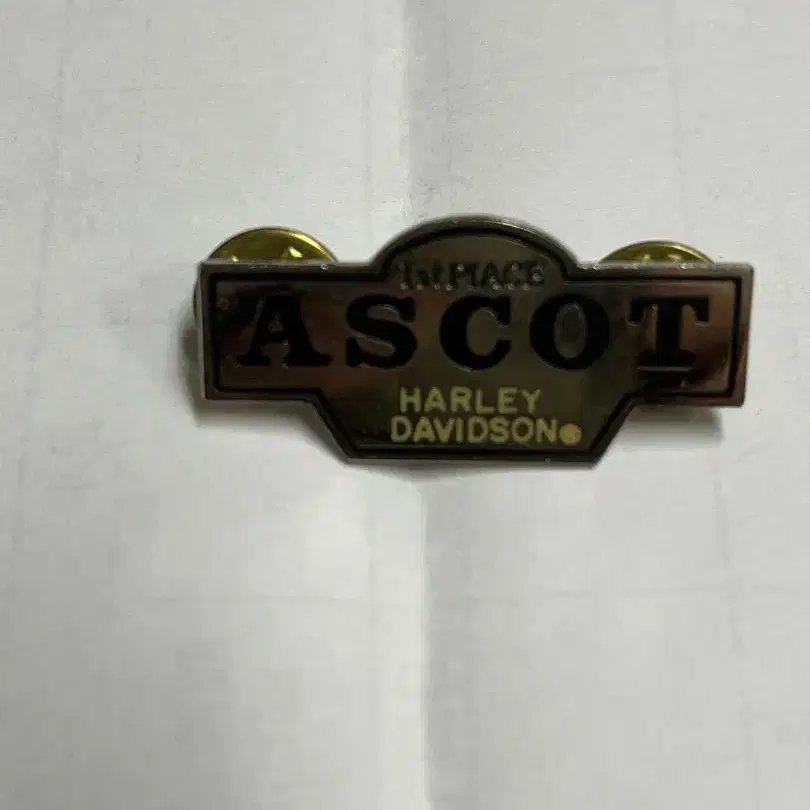 1st PLACE
ASCOT
HARLEY
DAVIDSON